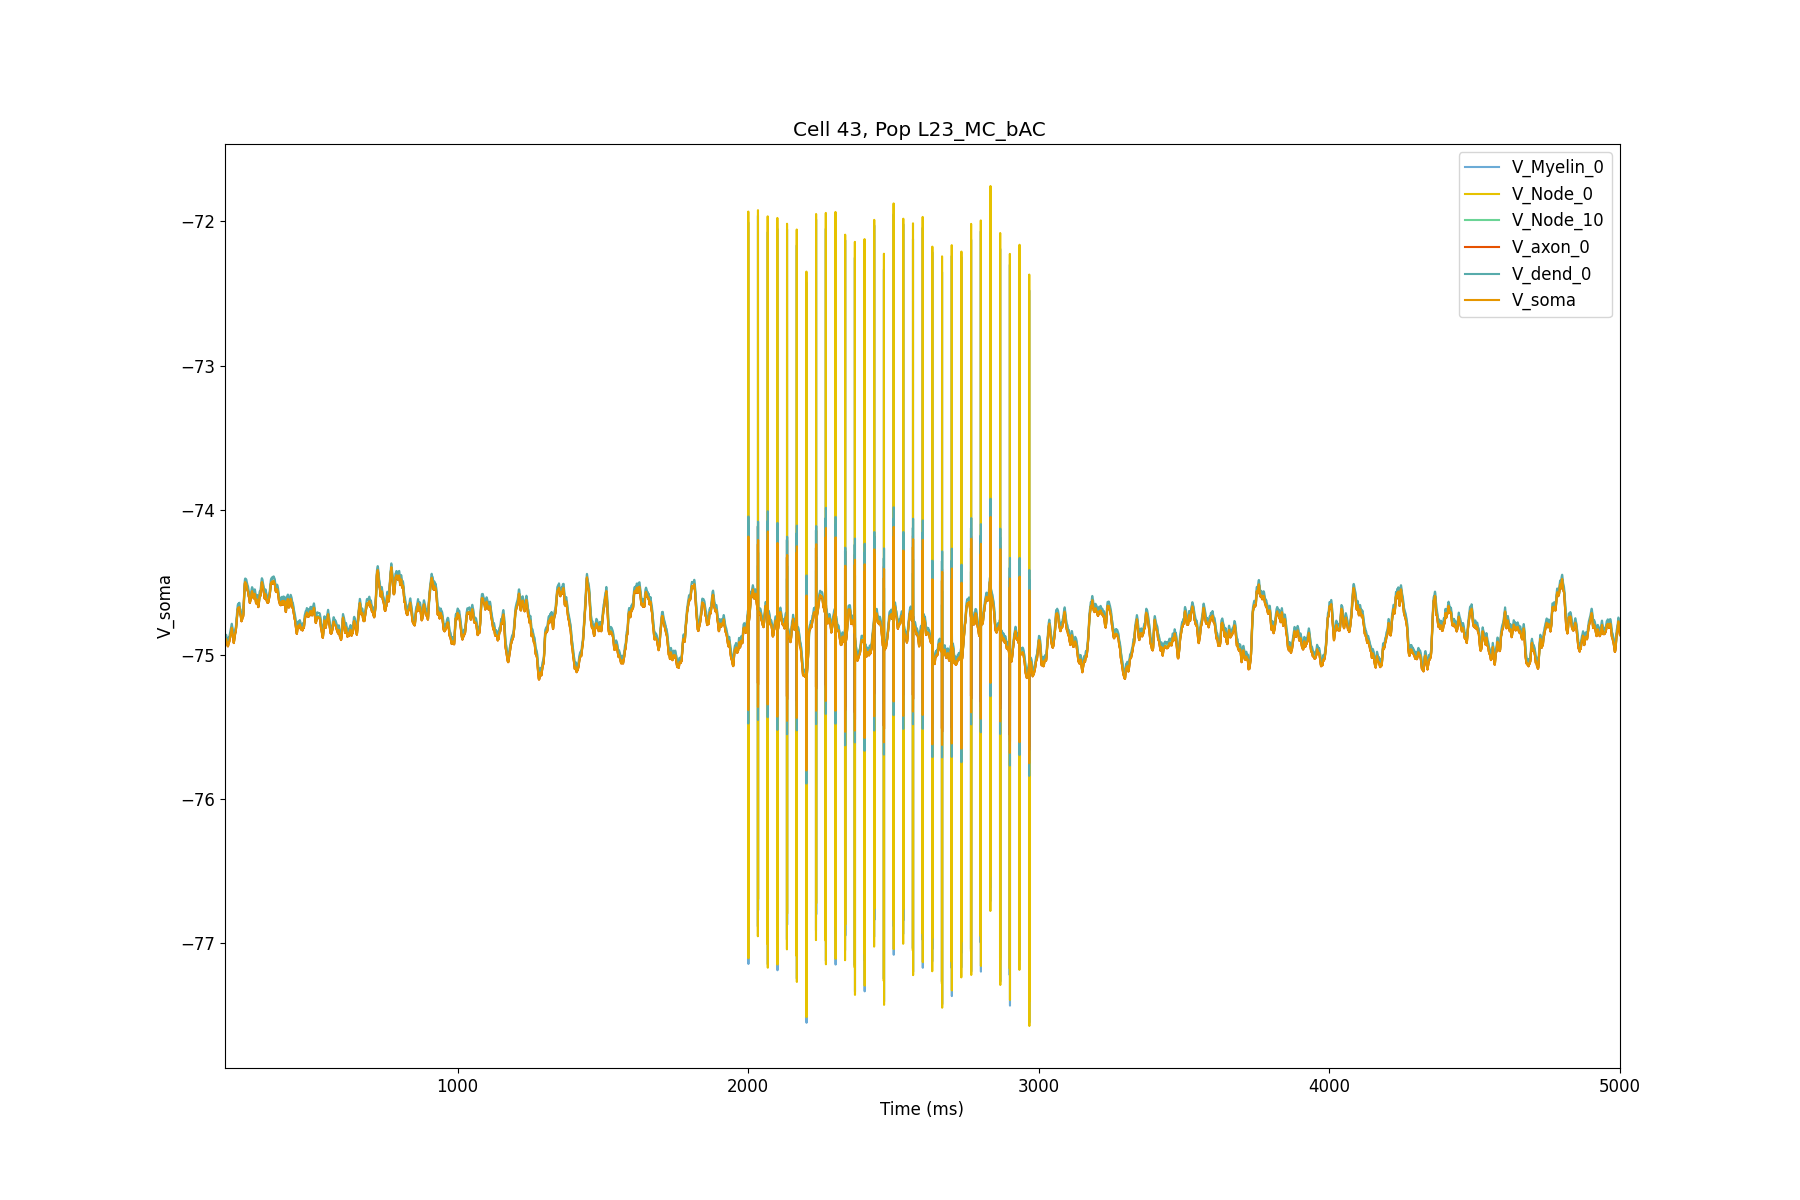 Cell 43, Pop L23_MC_bAC
V_Myelin_0
V_Node_0
V_Node_10
V_axon_0
V_dend_0
V_soma
−72
−73
−74
−75
−76
−77
V_soma
1000
2000
3000
4000
5000
Time (ms)